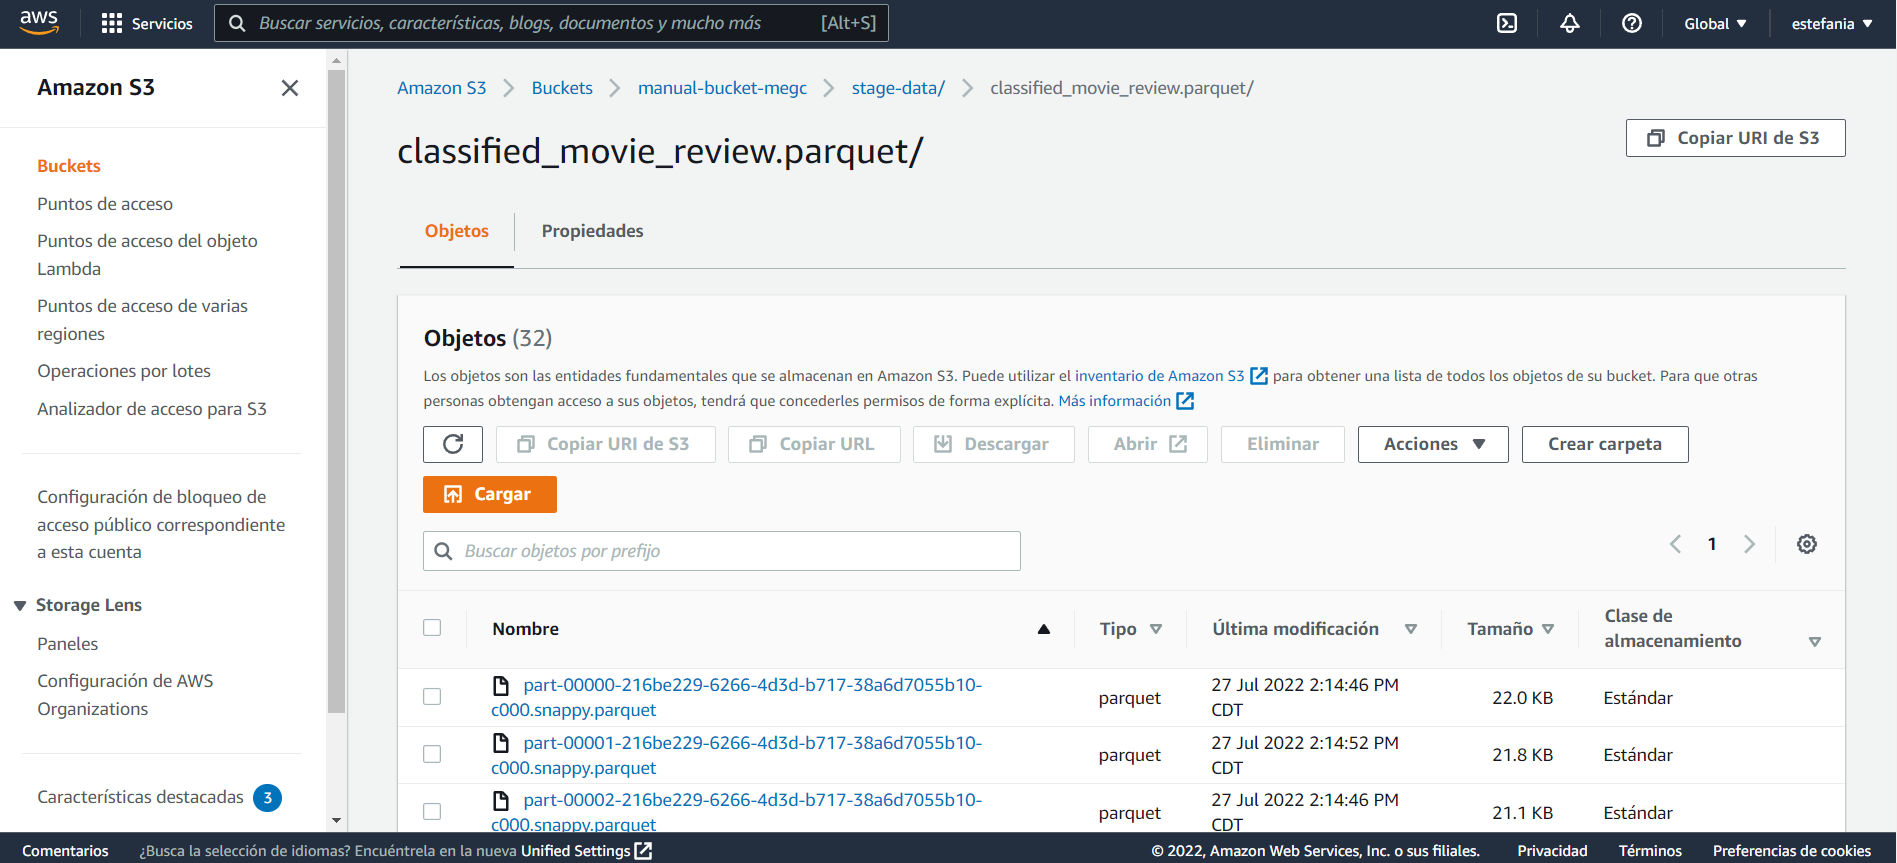 aws
Servicios
Buscar servicios, características, blogs, documentos y mucho más [Alt+S]
Global
estefania
Amazon S3
Buckets
Puntos de acceso
Puntos de acceso del objeto
Lambda
Puntos de acceso de varias
regiones
Operaciones por lotes
Analizador de acceso para S3
Configuración de bloqueo de
acceso público correspondiente
a esta cuenta
Storage Lens
Paneles
Configuración de AWS
Organizations
Características destacadas 3
Amazon S3 Buckets manual-bucket-megc stage-data/ classified_movie_review.parquet/
classified_movie_review.parquet/
Copiar URI de S3
Objetos
Propiedades
Objetos (32)
Los objetos son las entidades fundamentales que se almacenan en Amazon S3. Puede utilizar el inventario de Amazon S3 para obtener una lista de todos los objetos de su bucket. Para que otras
personas obtengan acceso a sus objetos, tendrá que concederles permisos de forma explícita. Más información
Copiar URI de S3
Copiar URL
Descargar
Abrir
Eliminar
Acciones
Crear carpeta
Cargar
Buscar objetos por prefijo
1
Nombre
Tipo
Última modificación
Tamaño
Clase de
almacenamiento
part-00000-216be229-6266-4d3d-b717-38a6d7055b10-
c000.snappy.parquet
parquet
27 Jul 2022 2:14:46 PM
CDT
22.0 KB
Estándar
part-00001-216be229-6266-4d3d-b717-38a6d7055b10-
c000.snappy.parquet
parquet
27 Jul 2022 2:14:52 PM
CDT
21.8 KB
Estándar
part-00002-216be229-6266-4d3d-b717-38a6d7055b10-
c000.snappy.parquet
parquet
27 Jul 2022 2:14:46 PM
CDT
21.1 KB
Estándar
Comentarios
¿Busca la selección de idiomas? Encuéntrela en la nueva Unified Settings
© 2022, Amazon Web Services, Inc. o sus filiales.
Privacidad
Términos
Preferencias de cookies